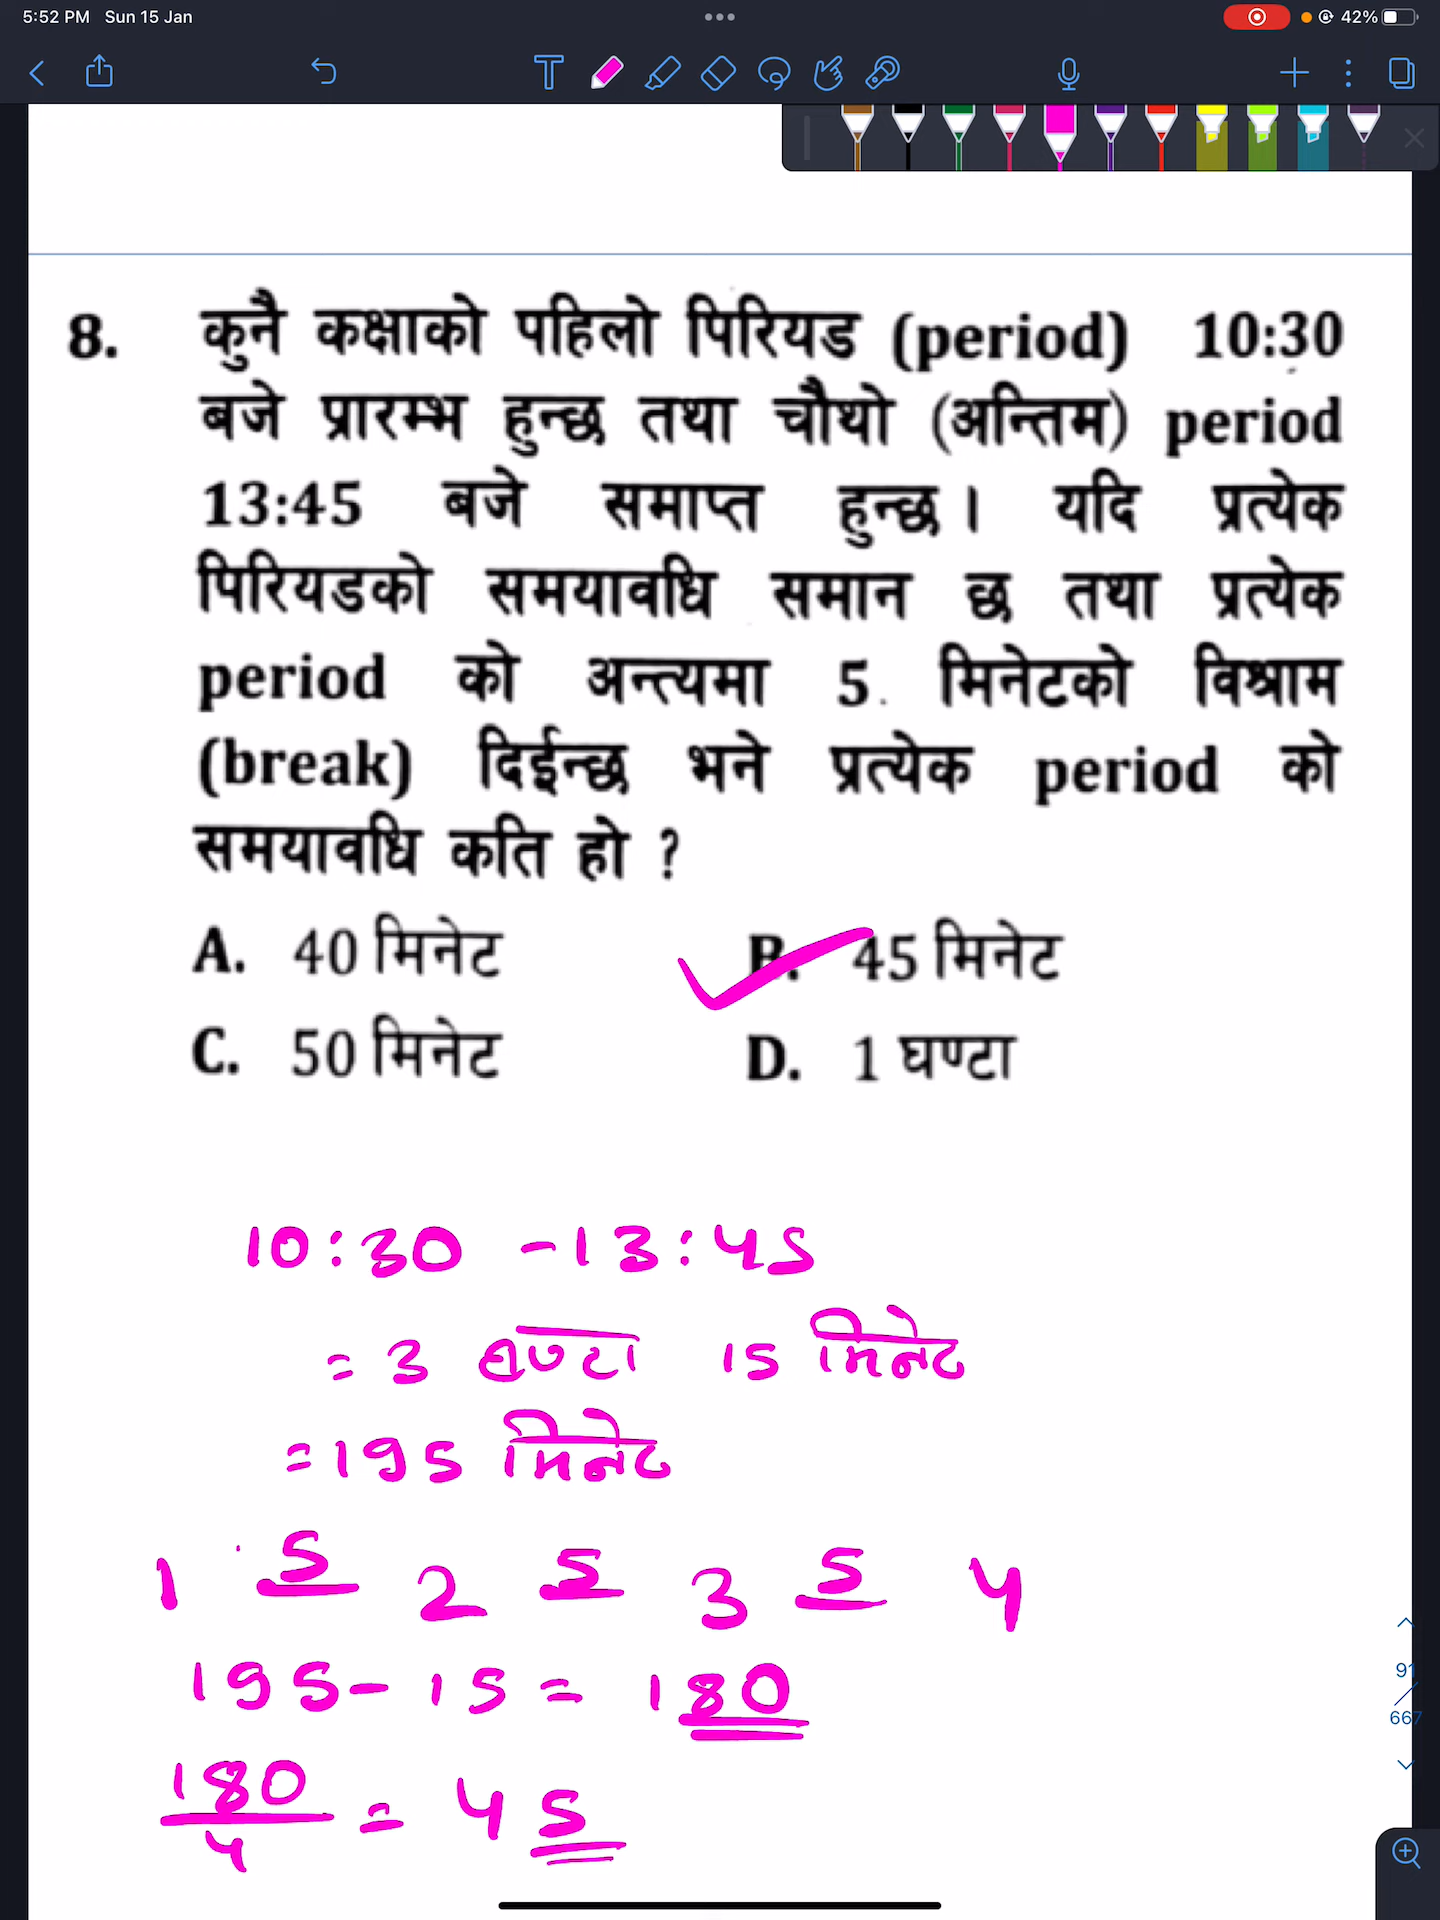 5:52 PM Sun 15 Jan
42%
8. कुनै कक्षाको पहिलो पिरियड (period) 10:30
बजे प्रारम्भ हुन्छ तथा चौथो (अन्तिम) period
13:45 बजे समाप्त हुन्छ। यदि प्रत्येक
पिरियडको समयावधि समान छ तथा प्रत्येक
period को अन्त्यमा 5 मिनेटको विश्राम
(break) दिईन्छ भने प्रत्येक period को
समयावधि कति हो ?
A. 40 मिनेट B. 45 मिनेट
C. 50 मिनेट D. 1 घण्टा
10:30 - 13:45
= 3 घण्टा 15 मिनेट
= 195 मिनेट
1 5 2 5 3 5 4
195 - 15 = 180
180/4 = 45
91
667